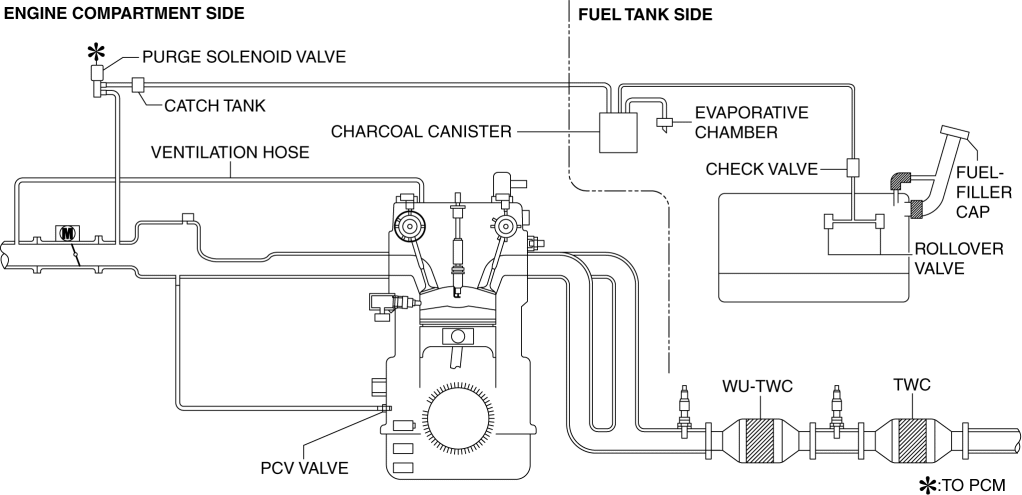 ENGINE COMPARTMENT SIDE
FUEL TANK SIDE
*
PURGE SOLENOID VALVE
CATCH TANK
CHARCOAL CANISTER
EVAPORATIVE
CHAMBER
VENTILATION HOSE
CHECK VALVE
FUEL-
FILLER
CAP
M
ROLLOVER
VALVE
WU-TWC
TWC
PCV VALVE
*:TO PCM